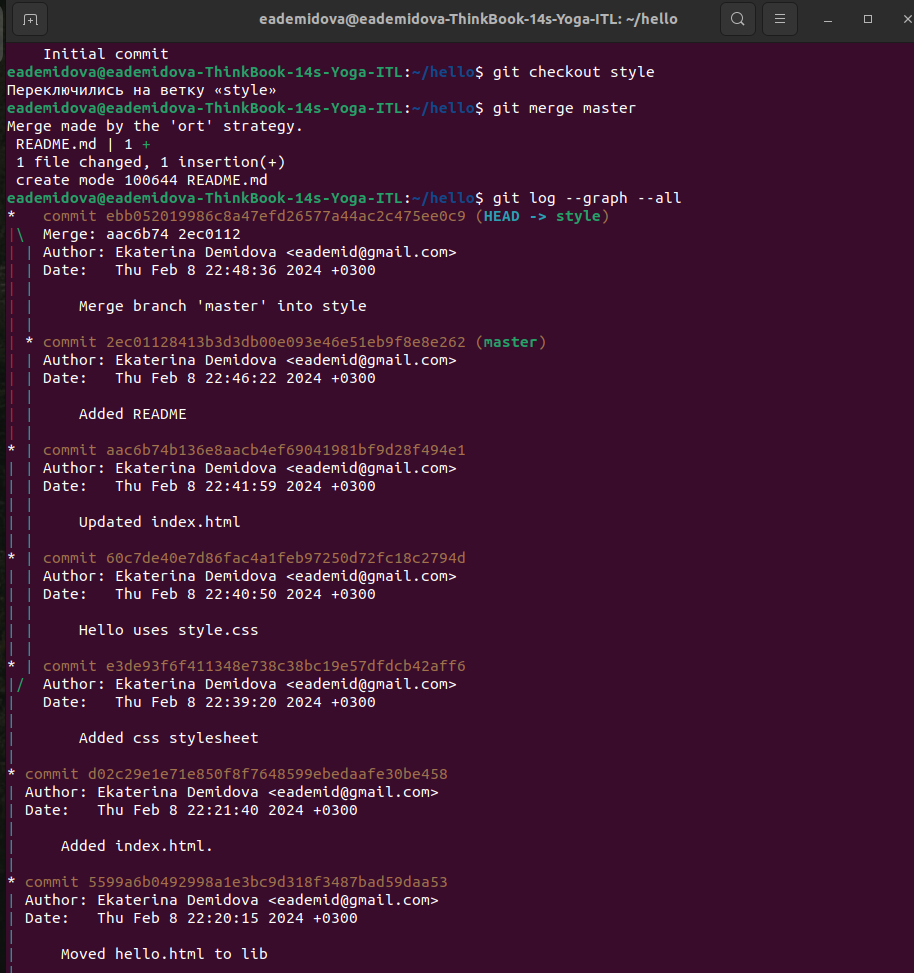 eademidova@eademidova-ThinkBook-14s-Yoga-ITL: ~/hello
    Initial commit
eademidova@eademidova-ThinkBook-14s-Yoga-ITL:~/hello$ git checkout style
Переключились на ветку «style»
eademidova@eademidova-ThinkBook-14s-Yoga-ITL:~/hello$ git merge master
Merge made by the 'ort' strategy.
 README.md | 1 +
 1 file changed, 1 insertion(+)
 create mode 100644 README.md
eademidova@eademidova-ThinkBook-14s-Yoga-ITL:~/hello$ git log --graph --all
*   commit ebb052019986c8a47efd26577a44ac2c475ee0c9 (HEAD -> style)
|\  Merge: aac6b74 2ec0112
| | Author: Ekaterina Demidova <eademid@gmail.com>
| | Date:   Thu Feb 8 22:48:36 2024 +0300
| |
| |     Merge branch 'master' into style
| |
| * commit 2ec01128413b3d3db00e093e46e51eb9f8e8e262 (master)
| | Author: Ekaterina Demidova <eademid@gmail.com>
| | Date:   Thu Feb 8 22:46:22 2024 +0300
| |
| |     Added README
| |
* | commit aac6b74b136e8aacb4ef69041981bf9d28f494e1
| | Author: Ekaterina Demidova <eademid@gmail.com>
| | Date:   Thu Feb 8 22:41:59 2024 +0300
| |
| |     Updated index.html
| |
* | commit 60c7de40e7d86fac4a1feb97250d72fc18c2794d
| | Author: Ekaterina Demidova <eademid@gmail.com>
| | Date:   Thu Feb 8 22:40:50 2024 +0300
| |
| |     Hello uses style.css
| |
* | commit e3de93f6f411348e738c38bc19e57dfdcb42aff6
|/  Author: Ekaterina Demidova <eademid@gmail.com>
|   Date:   Thu Feb 8 22:39:20 2024 +0300
|
|       Added css stylesheet
|
* commit d02c29e1e71e850f8f7648599ebedaafe30be458
| Author: Ekaterina Demidova <eademid@gmail.com>
| Date:   Thu Feb 8 22:21:40 2024 +0300
|
|     Added index.html.
|
* commit 5599a6b0492998a1e3bc9d318f3487bad59daa53
| Author: Ekaterina Demidova <eademid@gmail.com>
| Date:   Thu Feb 8 22:20:15 2024 +0300
|
|     Moved hello.html to lib
|